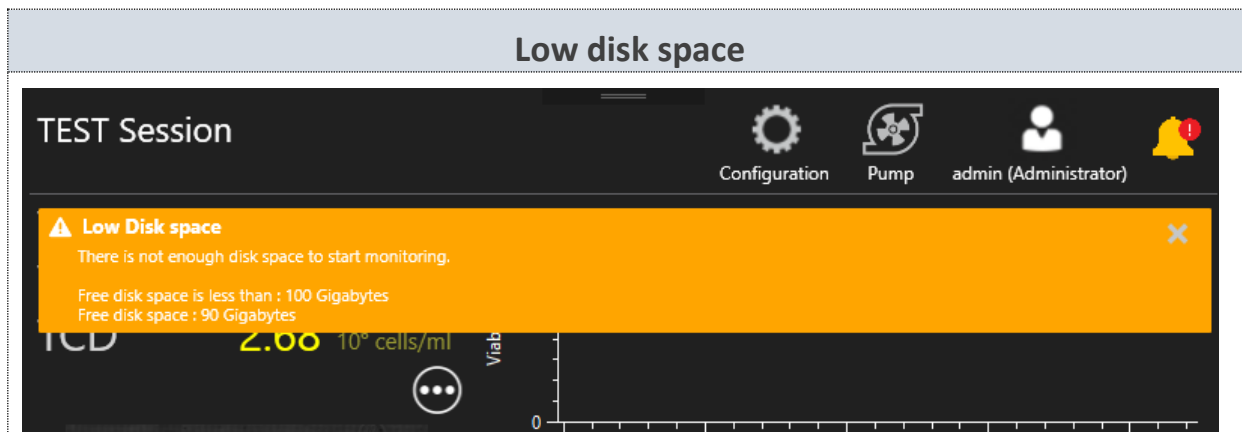 Low disk space
TEST Session
Configuration
Pump
admin (Administrator)
!
Low Disk space
There is not enough disk space to start monitoring.
Free disk space is less than : 100 Gigabytes
Free disk space : 90 Gigabytes
TCD 2.68 cells/ml
0